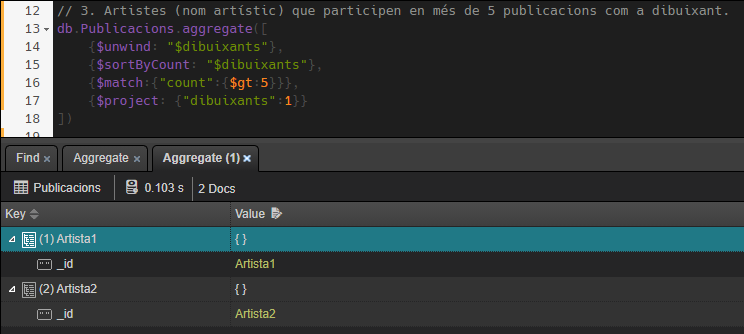 12 // 3. Artistes (nom artístic) que participen en més de 5 publicacions com a dibuixant.
13 db.Publicacions.aggregate([
14 {$unwind: "$dibuixants"},
15 {$sortByCount: "$dibuixants"},
16 {$match:{"count":{$gt:5}}},
17 {$project: {"dibuixants":1}}
18 ])
19
Find × Aggregate × Aggregate (1) ×
Publicacions 0.103 s 2 Docs
Key Value
(1) Artista1 { }
_id Artista1
(2) Artista2 { }
_id Artista2